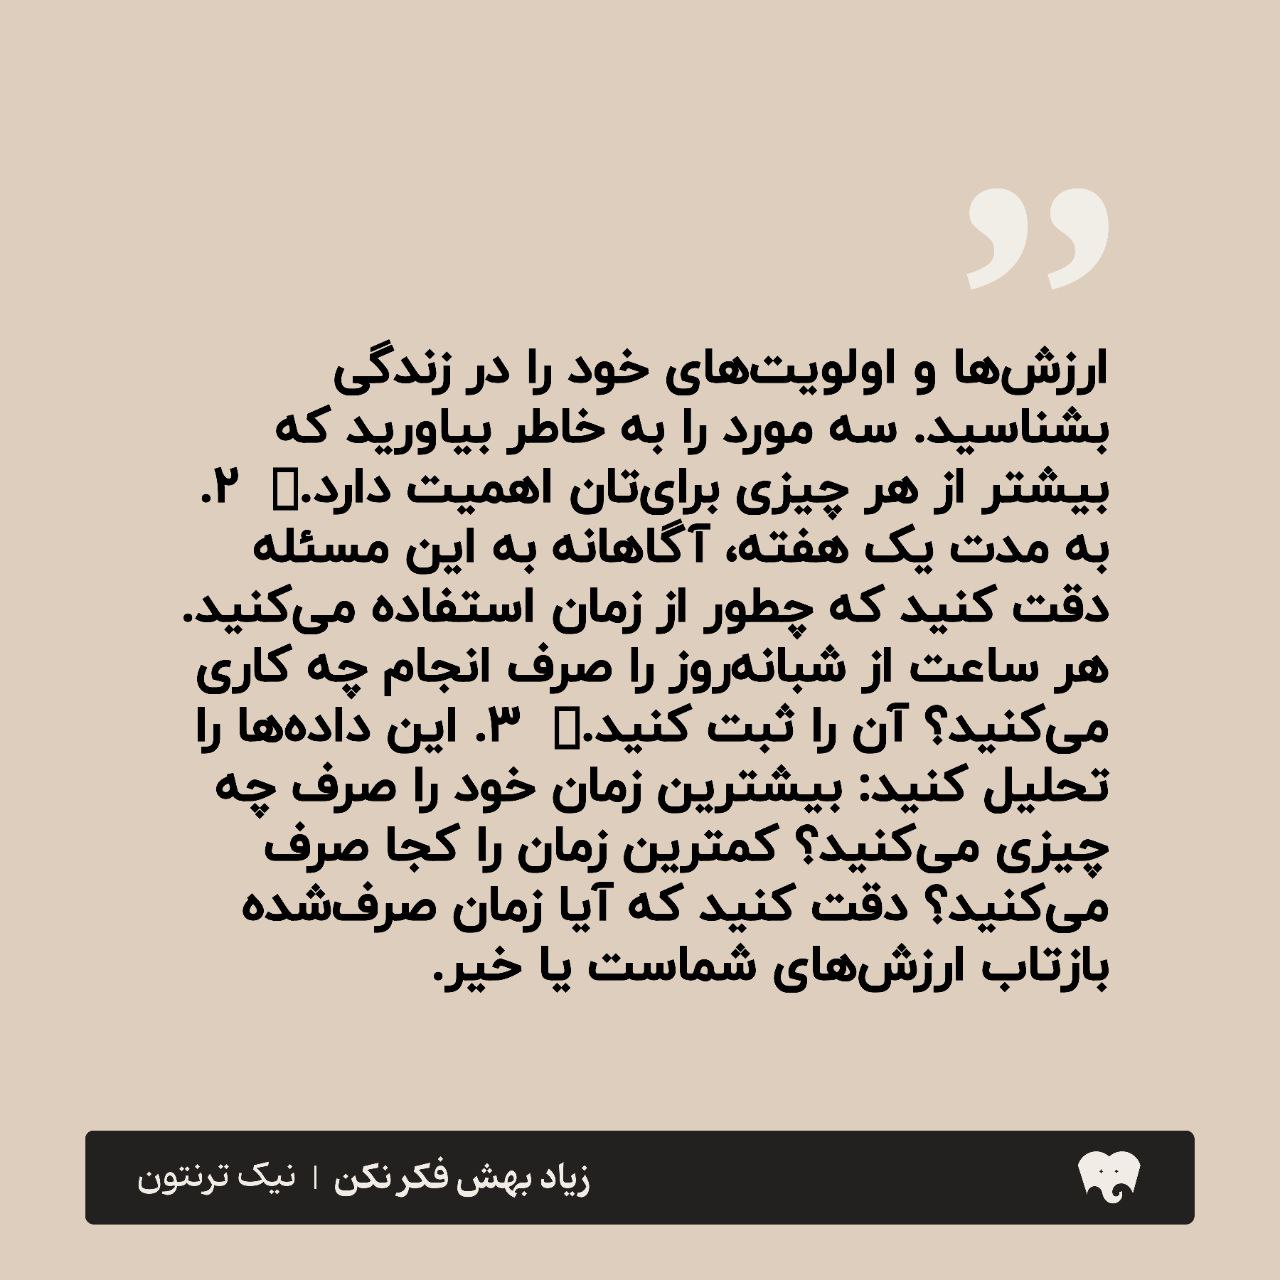 ارزش‌ها و اولویت‌های خود را در زندگی
بشناسید. سه مورد را به خاطر بیاورید که
بیشتر از هر چیزی برای‌تان اهمیت دارد.▯ ۲.
به مدت یک هفته، آگاهانه به این مسئله
دقت کنید که چطور از زمان استفاده می‌کنید.
هر ساعت از شبانه‌روز را صرف انجام چه کاری
می‌کنید؟ آن را ثبت کنید.▯ ۳. این داده‌ها را
تحلیل کنید: بیشترین زمان خود را صرف چه
چیزی می‌کنید؟ کمترین زمان را کجا صرف
می‌کنید؟ دقت کنید که آیا زمان صرف‌شده
بازتاب ارزش‌های شماست یا خیر.
زیاد بهش فکر نکن | نیک ترنتون